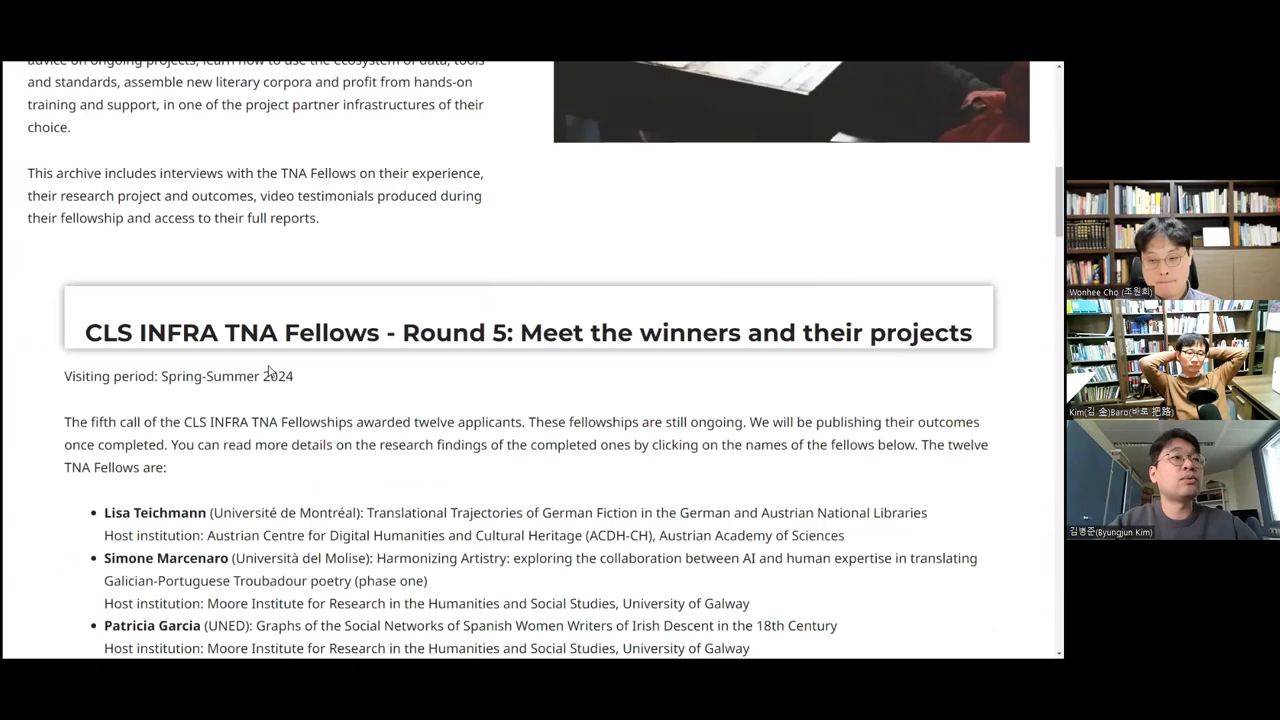 advice on ongoing projects, learn how to use the ecosystem of data, tools
and standards, assemble new literary corpora and profit from hands-on
training and support, in one of the project partner infrastructures of their
choice.
This archive includes interviews with the TNA Fellows on their experience,
their research project and outcomes, video testimonials produced during
their fellowship and access to their full reports.
CLS INFRA TNA Fellows - Round 5: Meet the winners and their projects
Visiting period: Spring-Summer 2024
The fifth call of the CLS INFRA TNA Fellowships awarded twelve applicants. These fellowships are still ongoing. We will be publishing their outcomes
once completed. You can read more details on the research findings of the completed ones by clicking on the names of the fellows below. The twelve
TNA Fellows are:
• Lisa Teichmann (Université de Montréal): Translational Trajectories of German Fiction in the German and Austrian National Libraries
Host institution: Austrian Centre for Digital Humanities and Cultural Heritage (ACDH-CH), Austrian Academy of Sciences
• Simone Marcenaro (Università del Molise): Harmonizing Artistry: exploring the collaboration between AI and human expertise in translating
Galician-Portuguese Troubadour poetry (phase one)
Host institution: Moore Institute for Research in the Humanities and Social Studies, University of Galway
• Patricia Garcia (UNED): Graphs of the Social Networks of Spanish Women Writers of Irish Descent in the 18th Century
Host institution: Moore Institute for Research in the Humanities and Social Studies, University of Galway
Wonhee Cho (조원희)
Kim(김 金)Baro(바로 把路)
김병준(Byungjun Kim)